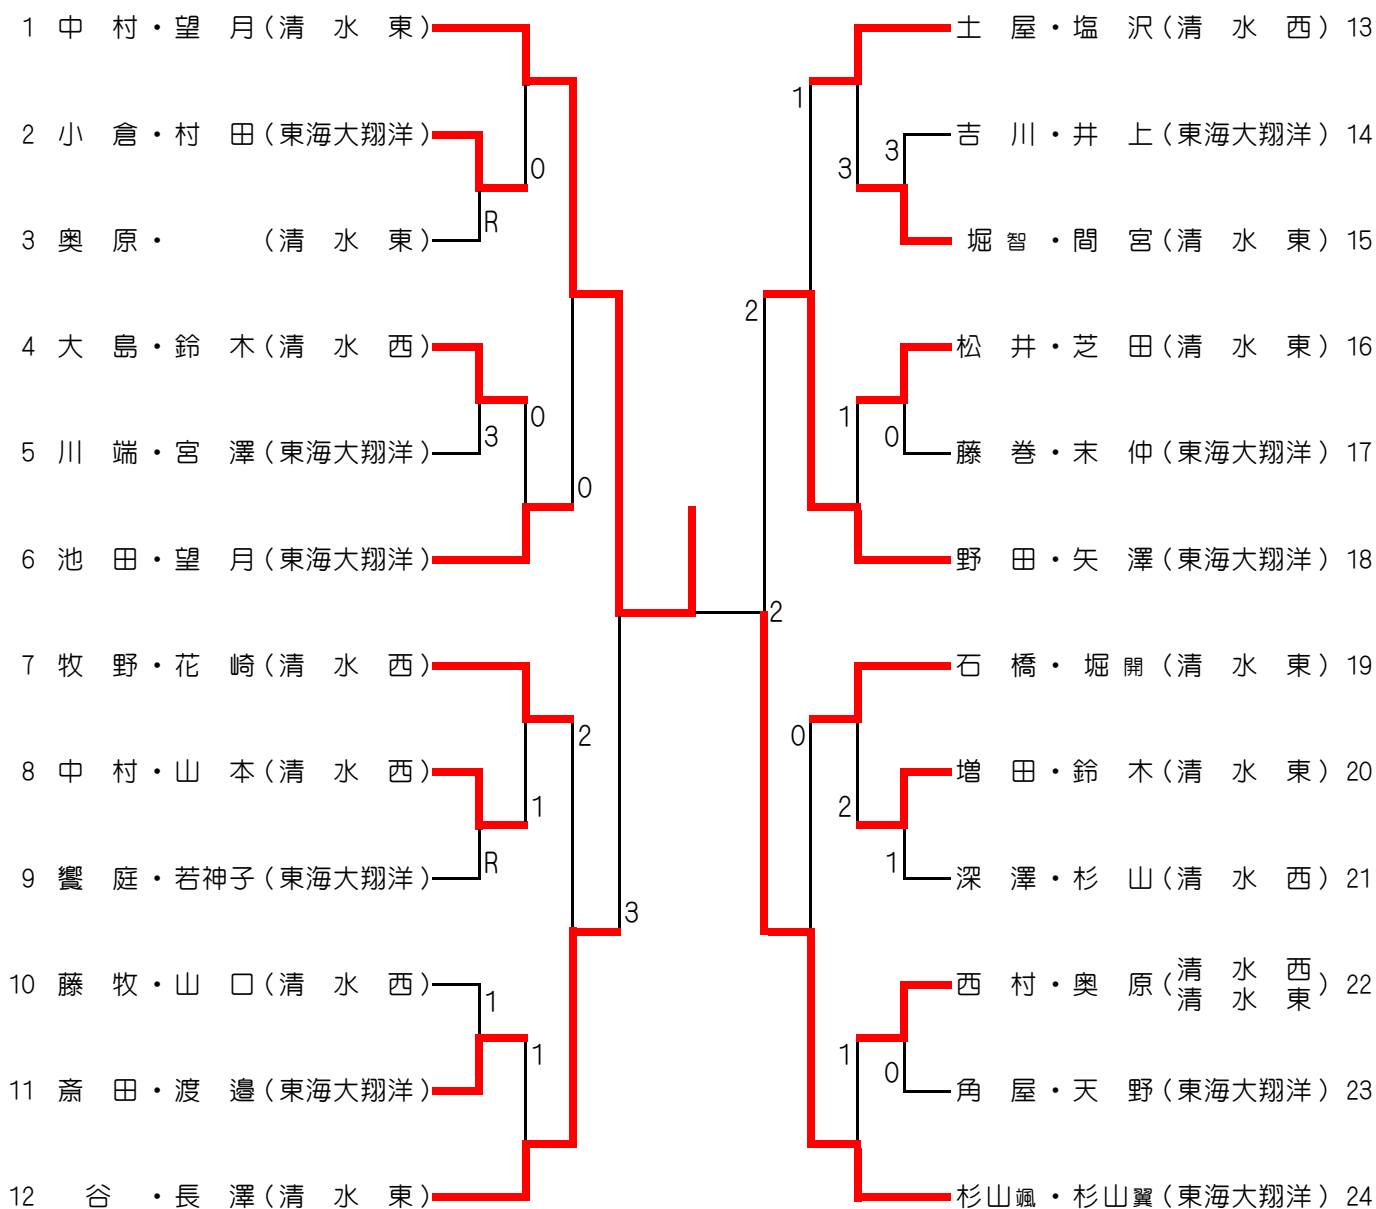 1 中 村・望 月(清 水 東)
0
2 小 倉・村 田(東海大翔洋)
R
3 奥 原・ (清 水 東)
4 大 島・鈴 木(清 水 西)
0
3
5 川 端・宮 澤(東海大翔洋)
0
6 池 田・望 月(東海大翔洋)
7 牧 野・花 崎(清 水 西)
2
8 中 村・山 本(清 水 西)
1
R
9 饗 庭・若神子(東海大翔洋)
3
10 藤 牧・山 口(清 水 西)
1
1
11 斎 田・渡 邉(東海大翔洋)
12 谷 ・長 澤(清 水 東)
土 屋・塩 沢(清 水 西) 13
1
吉 川・井 上(東海大翔洋) 14
3
3
堀智・間 宮(清 水 東) 15
2
松 井・芝 田(清 水 東) 16
1
0
藤 巻・末 仲(東海大翔洋) 17
野 田・矢 澤(東海大翔洋) 18
2
石 橋・堀開(清 水 東) 19
0
増 田・鈴 木(清 水 東) 20
2
1
深 澤・杉 山(清 水 西) 21
西 村・奥 原(清 水 西
清 水 東) 22
1
0
角 屋・天 野(東海大翔洋) 23
杉山颯・杉山翼(東海大翔洋) 24